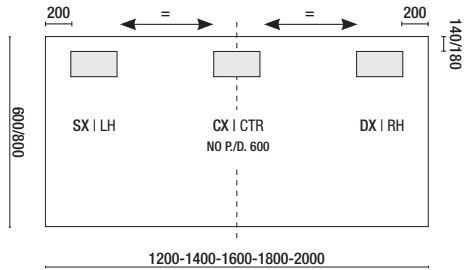 200 = = 200
140/180
600/800
SX | LH CX | CTR DX | RH
NO P./D. 600
1200-1400-1600-1800-2000